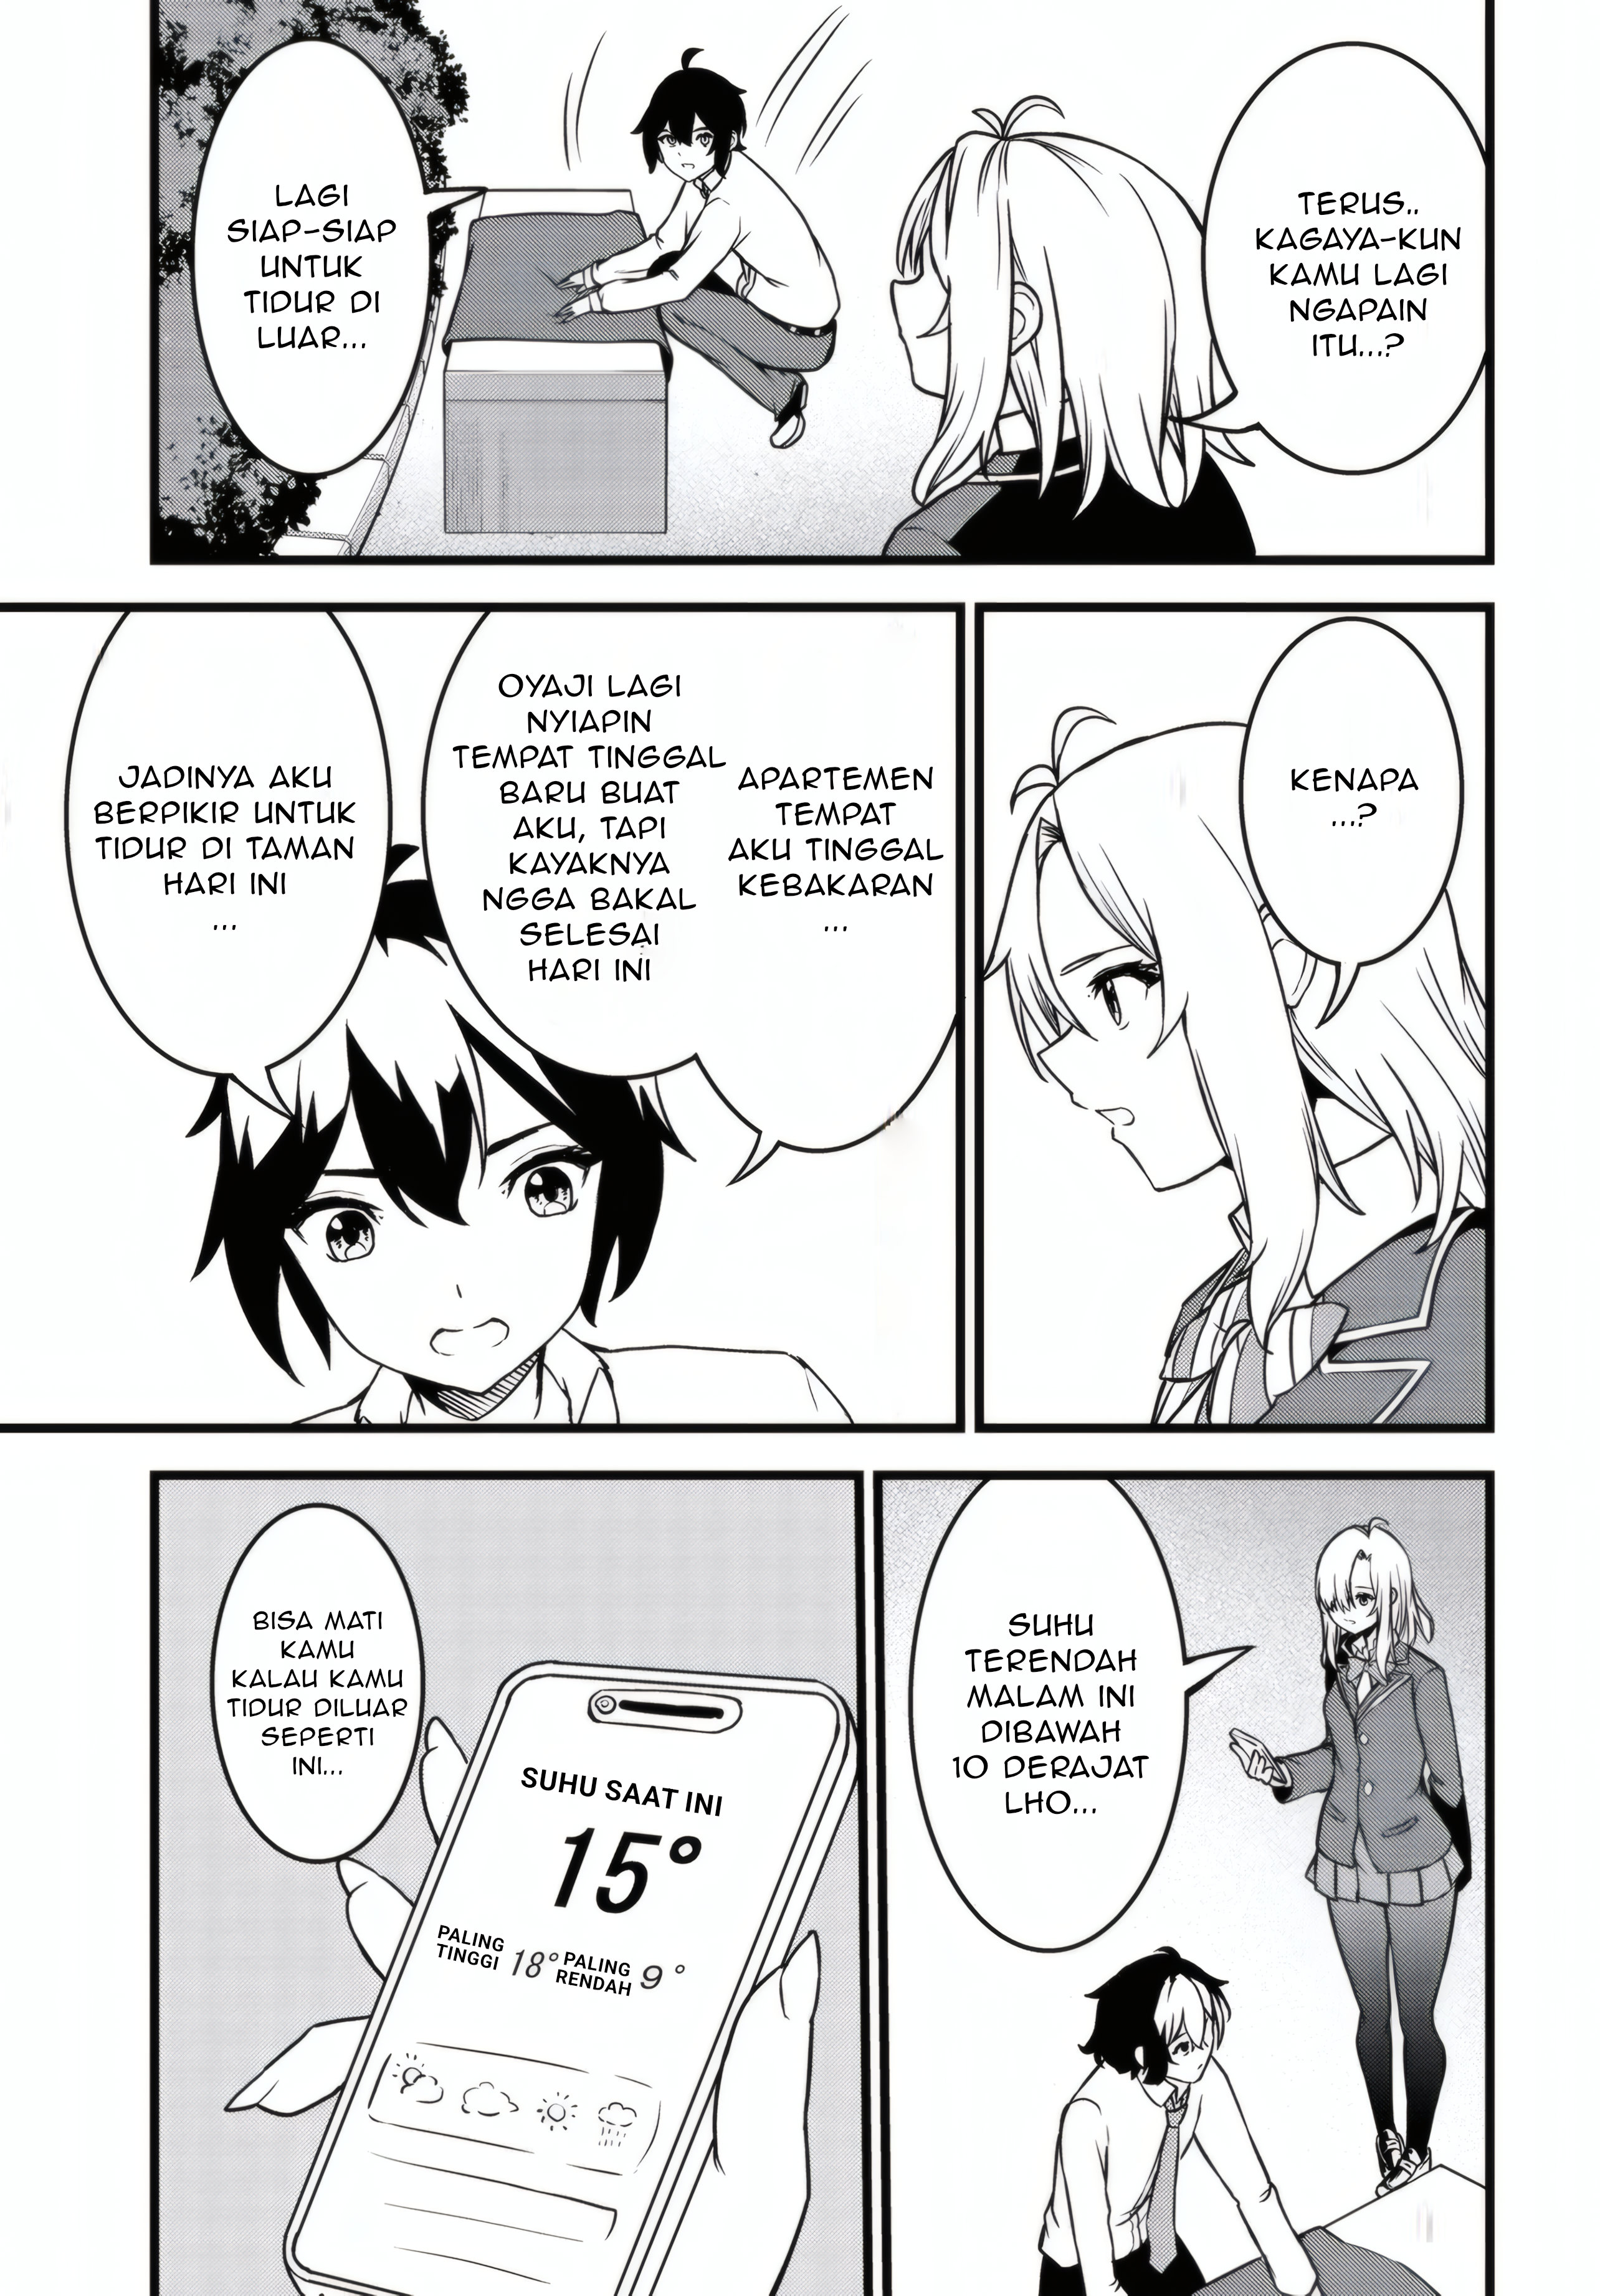 TERUS..
KAGAYA-KUN
KAMU LAGI
NGAPAIN
ITU...?
LAGI
SIAP-SIAP
UNTUK
TIDUR DI
LUAR...
KENAPA
...?
APARTEMEN
TEMPAT
AKU TINGGAL
KEBAKARAN
...
OYAJI LAGI
NYIAPIN
TEMPAT TINGGAL
BARU BUAT
AKU, TAPI
KAYAKNYA
NGGA BAKAL
SELESAI
HARI INI
JADINYA AKU
BERPIKIR UNTUK
TIDUR DI TAMAN
HARI INI
...
SUHU
TERENDAH
MALAM INI
DIBAWAH
10 DERAJAT
LHO...
BISA MATI
KAMU
KALAU KAMU
TIDUR DILUAR
SEPERTI
INI...
SUHU SAAT INI
15°
PALING
TINGGI 18°
PALING
RENDAH 9°